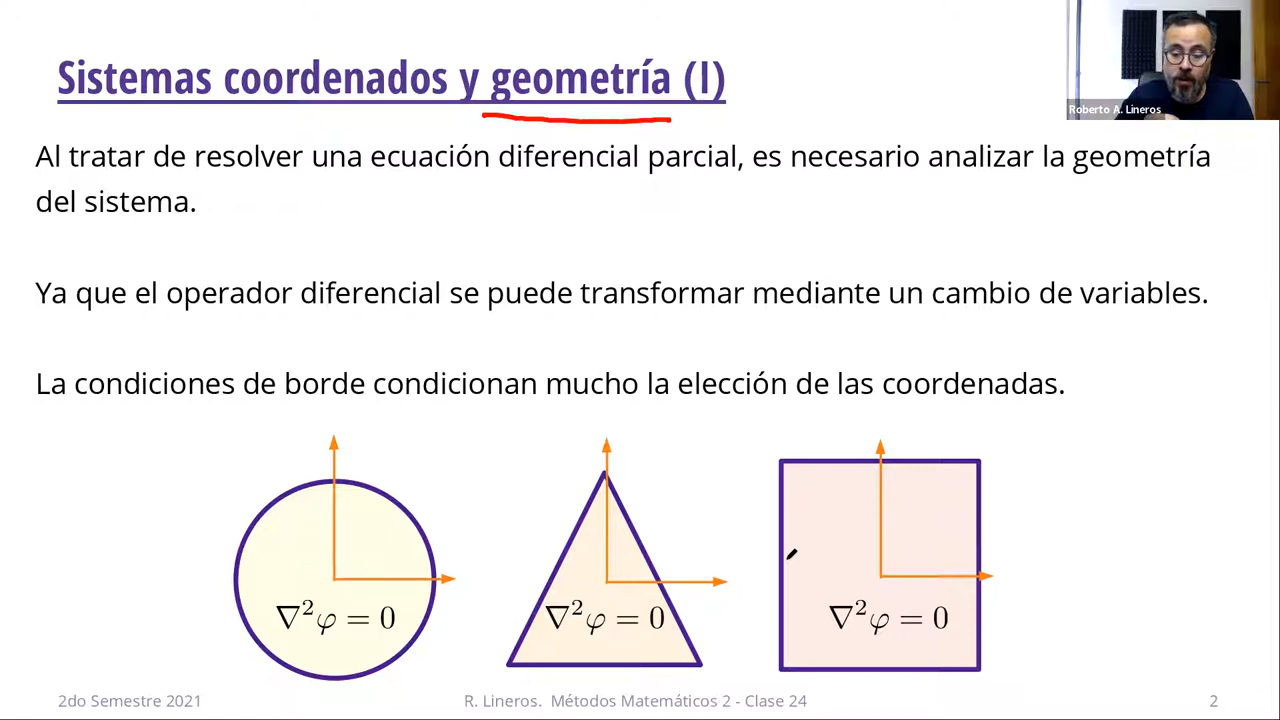 Sistemas coordenados y geometría (I)
Roberto A. Lineros
Al tratar de resolver una ecuación diferencial parcial, es necesario analizar la geometría
del sistema.
Ya que el operador diferencial se puede transformar mediante un cambio de variables.
La condiciones de borde condicionan mucho la elección de las coordenadas.
∇²φ = 0
∇²φ = 0
∇²φ = 0
2do Semestre 2021
R. Lineros. Métodos Matemáticos 2 - Clase 24
2